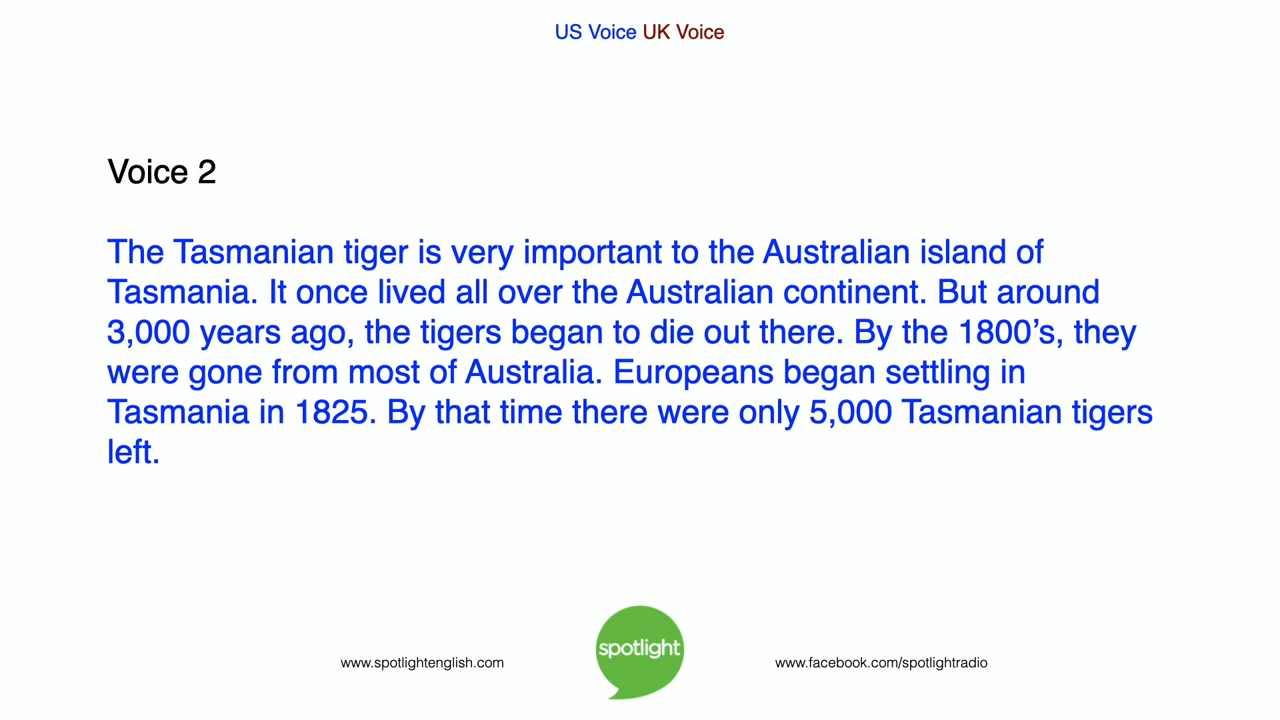 US Voice UK Voice
Voice 2
The Tasmanian tiger is very important to the Australian island of
Tasmania. It once lived all over the Australian continent. But around
3,000 years ago, the tigers began to die out there. By the 1800’s, they
were gone from most of Australia. Europeans began settling in
Tasmania in 1825. By that time there were only 5,000 Tasmanian tigers
left.
spotlight
www.spotlightenglish.com
www.facebook.com/spotlightradio